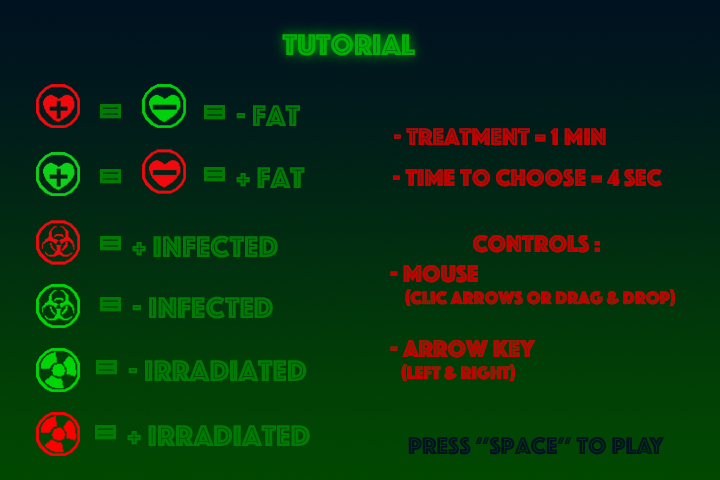 TUTORIAL
= = - FAT
= = + FAT
= + INFECTED
= - INFECTED
= - IRRADIATED
= + IRRADIATED
- TREATMENT = 1 MIN
- TIME TO CHOOSE = 4 SEC
CONTROLS :
- MOUSE
(CLIC ARROWS OR DRAG & DROP)
- ARROW KEY
(LEFT & RIGHT)
PRESS "SPACE" TO PLAY